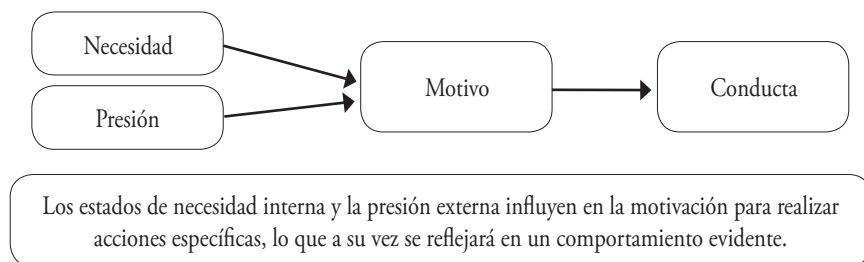 Necesidad
Presión
Motivo
Conducta
Los estados de necesidad interna y la presión externa influyen en la motivación para realizar
acciones específicas, lo que a su vez se reflejará en un comportamiento evidente.